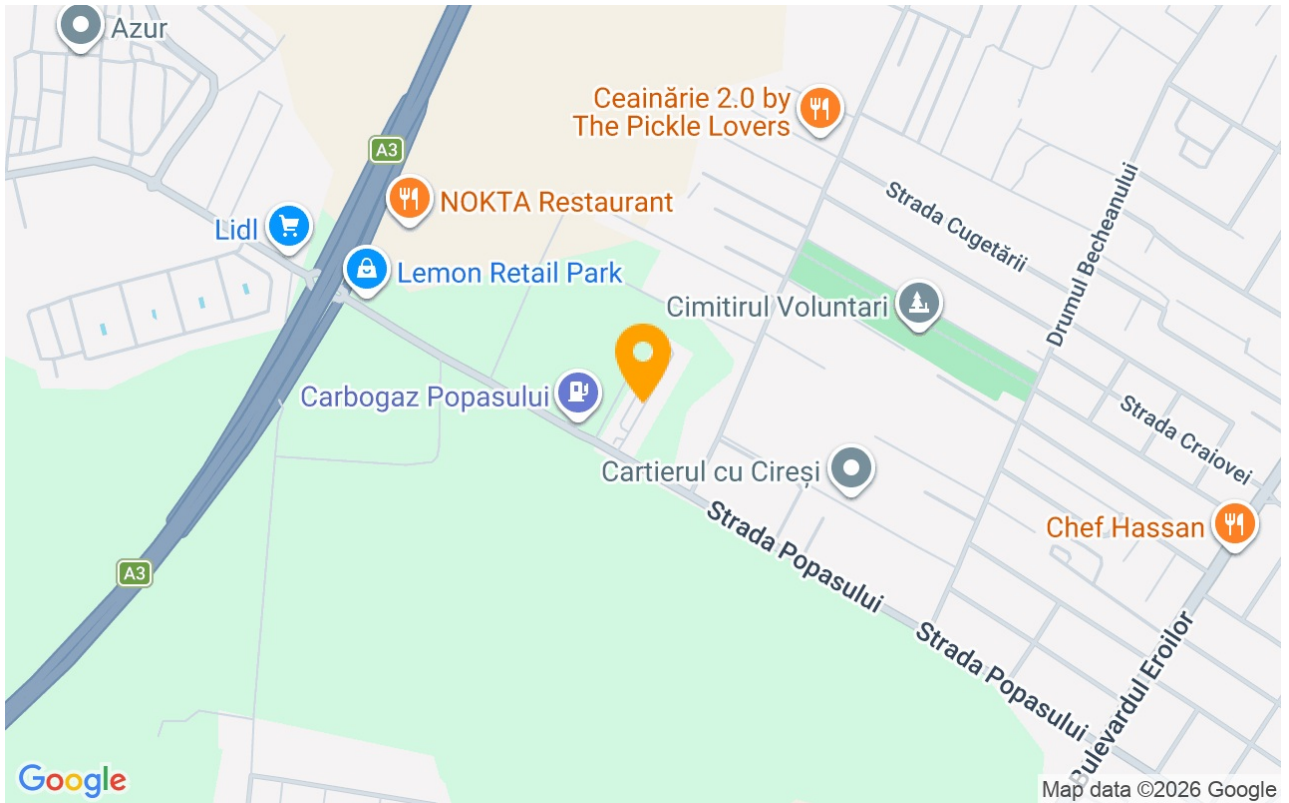 Azur
Ceainărie 2.0 by
The Pickle Lovers
A3
NOKTA Restaurant
Strada Cugetării
Drumul Becheanului
Lidl
Lemon Retail Park
Cimitirul Voluntari
Carbogaz Popasului
Strada Craiovei
Cartierul cu Cireși
Strada Popasului
Chef Hassan
A3
Strada Popasului
Bulevardul Eroilor
Google
Map data ©2026 Google